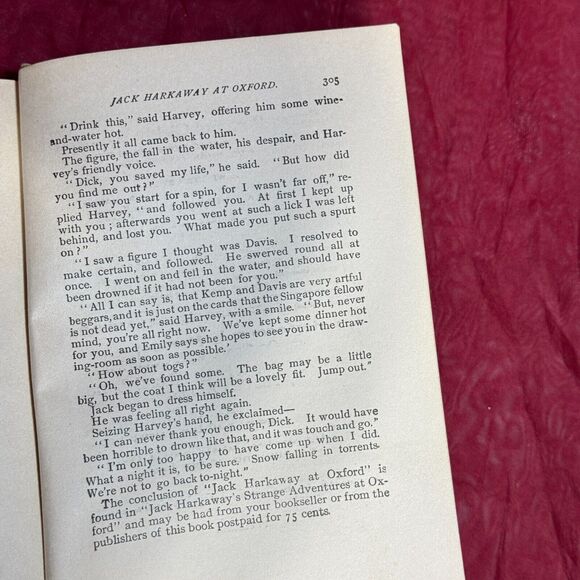 JACK HARKAWAY AT OXFORD. 305
"Drink this," said Harvey, offering him some wine-
and-water hot.
Presently it all came back to him.
The figure, the fall in the water, his despair, and Har-
vey's friendly voice.
"Dick, you saved my life," he said. "But how did
you find me out?"
"I saw you start for a spin, for I wasn't far off," re-
plied Harvey, "and followed you. At first I kept up
with you; afterwards you went at such a lick I was left
behind, and lost you. What made you put such a spurt
on?"
"I saw a figure I thought was Davis. I resolved to
make certain, and followed. He swerved round all at
once. I went on and fell in the water, and should have
been drowned if it had not been for you."
"All I can say is, that Kemp and Davis are very artful
beggars, and it is just on the cards that the Singapore fellow
is not dead yet," said Harvey, with a smile. "But, never
mind, you're all right now. We've kept some dinner hot
for you, and Emily says she hopes to see you in the draw-
ing-room as soon as possible.'
"How about togs?"
"Oh, we've found some. The bag may be a little
big, but the coat I think will be a lovely fit. Jump out."
Jack began to dress himself.
He was feeling all right again.
Seizing Harvey's hand, he exclaimed—
"I can never thank you enough, Dick. It would have
been horrible to drown like that, and it was touch and go."
"I'm only too happy to have come up when I did.
What a night it is, to be sure. Snow falling in torrents.
We're not to go back to-night."
The conclusion of "Jack Harkaway at Oxford" is
found in "Jack Harkaway's Strange Adventures at Ox-
ford" and may be had from your bookseller or from the
publishers of this book postpaid for 75 cents.